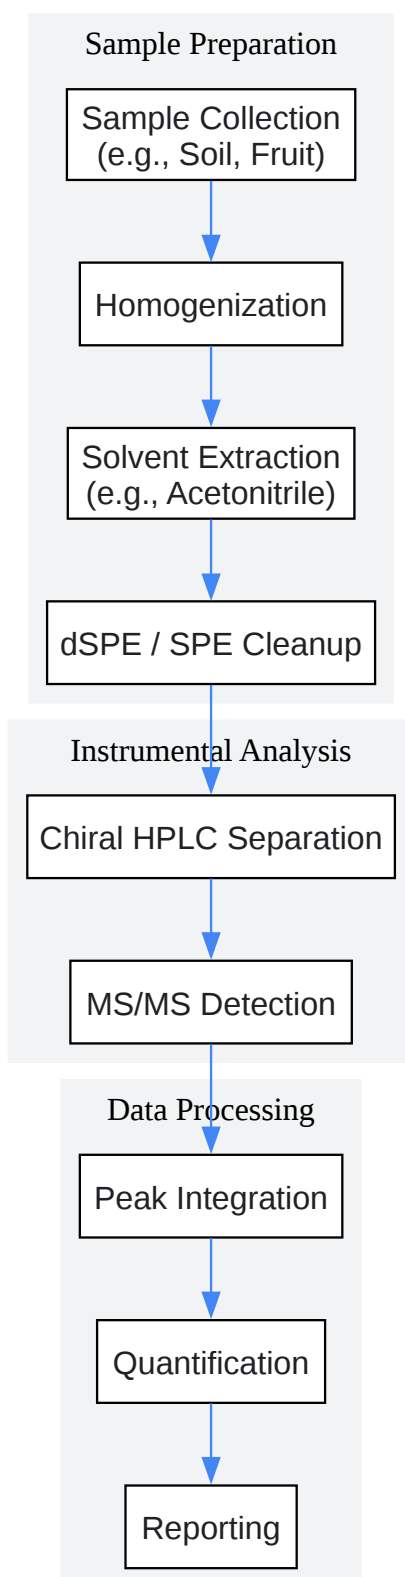 Sample Preparation
Sample Collection
(e.g., Soil, Fruit)
Homogenization
Solvent Extraction
(e.g., Acetonitrile)
dSPE / SPE Cleanup
Instrumental Analysis
Chiral HPLC Separation
MS/MS Detection
Data Processing
Peak Integration
Quantification
Reporting